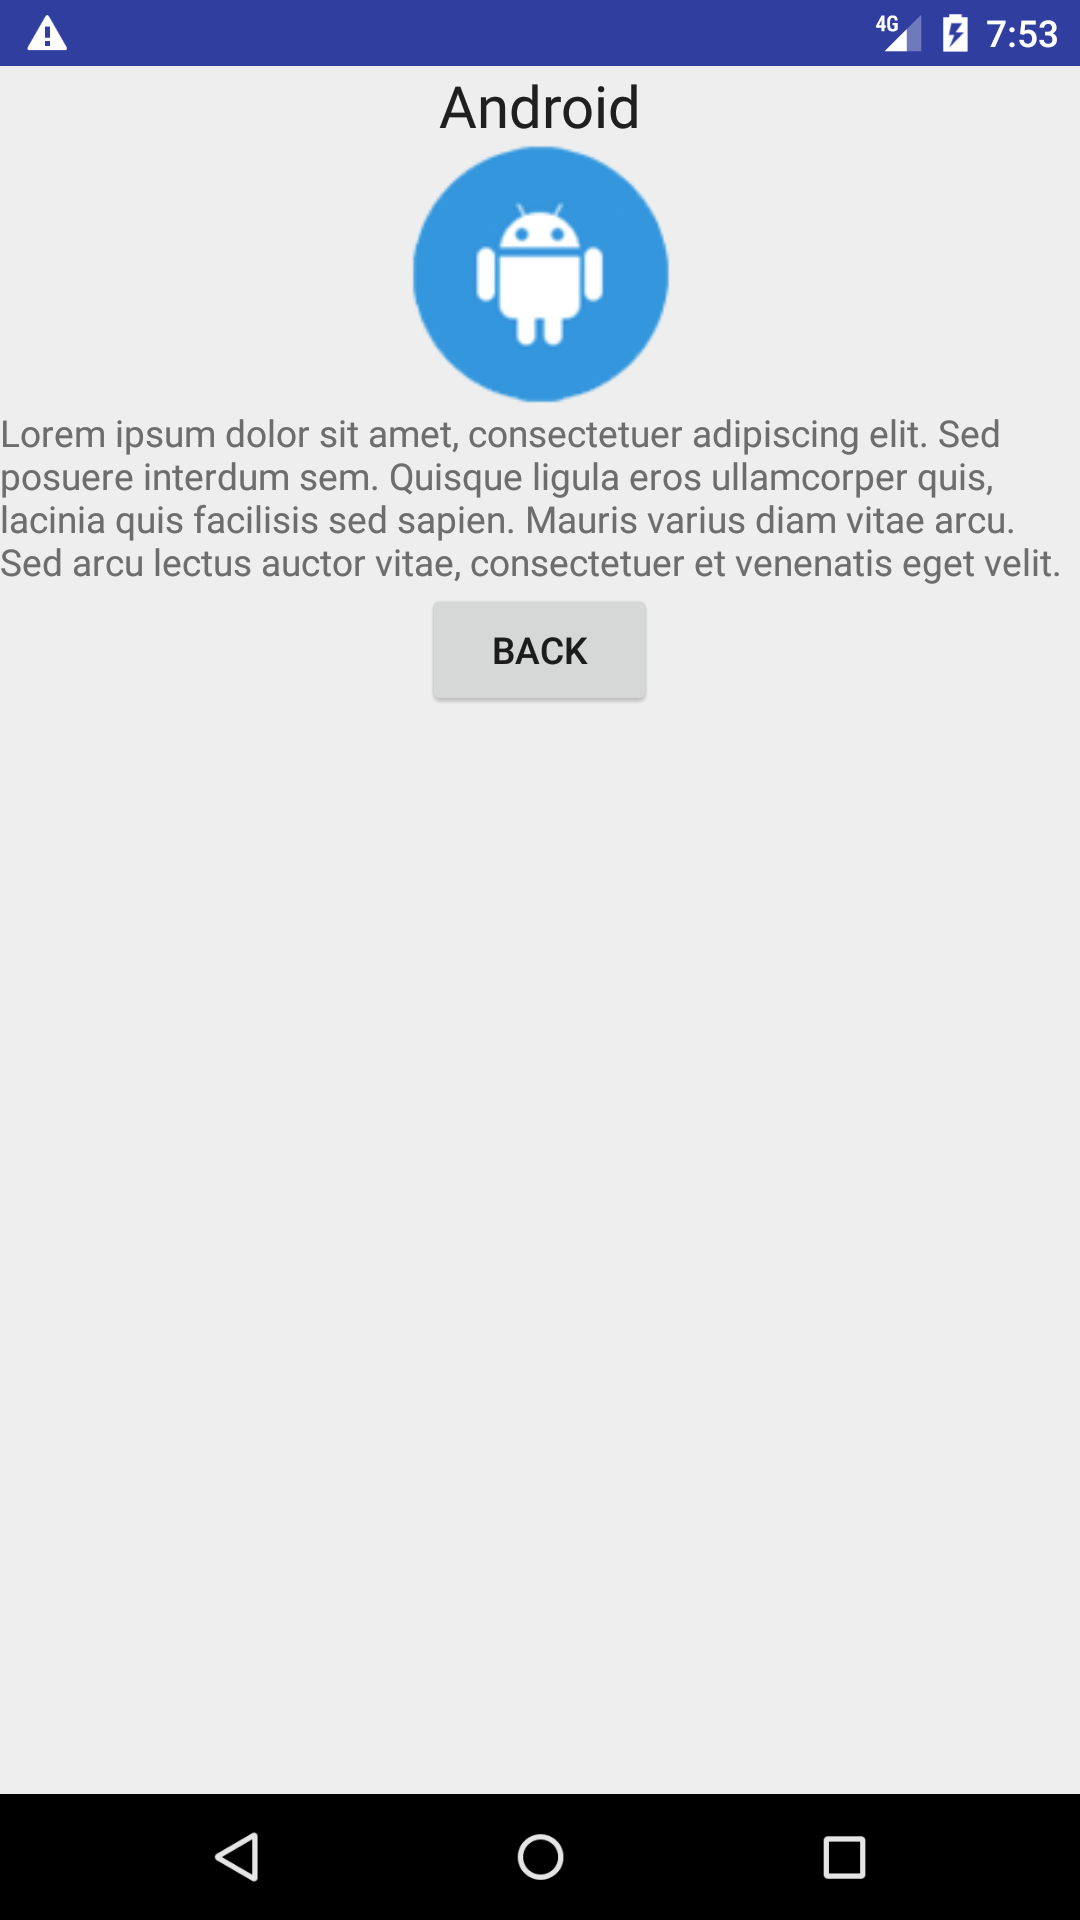 4G 7:53
Android
Lorem ipsum dolor sit amet, consectetuer adipiscing elit. Sed
posuere interdum sem. Quisque ligula eros ullamcorper quis,
lacinia quis facilisis sed sapien. Mauris varius diam vitae arcu.
Sed arcu lectus auctor vitae, consectetuer et venenatis eget velit.
BACK